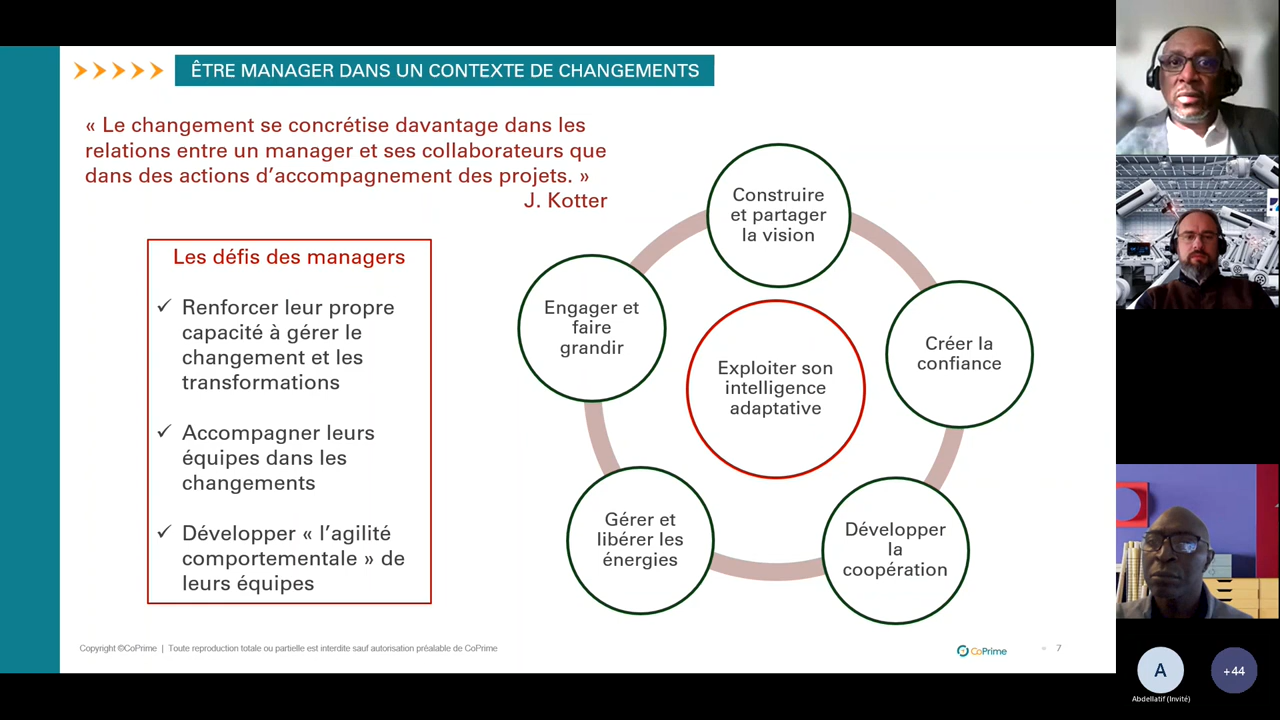 ÊTRE MANAGER DANS UN CONTEXTE DE CHANGEMENTS
« Le changement se concrétise davantage dans les
relations entre un manager et ses collaborateurs que
dans des actions d’accompagnement des projets. »
J. Kotter
Les défis des managers
✓ Renforcer leur propre
capacité à gérer le
changement et les
transformations
✓ Accompagner leurs
équipes dans les
changements
✓ Développer « l’agilité
comportementale » de
leurs équipes
Construire
et partager
la vision
Engager et
faire
grandir
Créer la
confiance
Exploiter son
intelligence
adaptative
Gérer et
libérer les
énergies
Développer
la
coopération
Copyright ©CoPrime | Toute reproduction totale ou partielle est interdite sauf autorisation préalable de CoPrime
CoPrime
7
A
+44
Abdellatif (Invité)